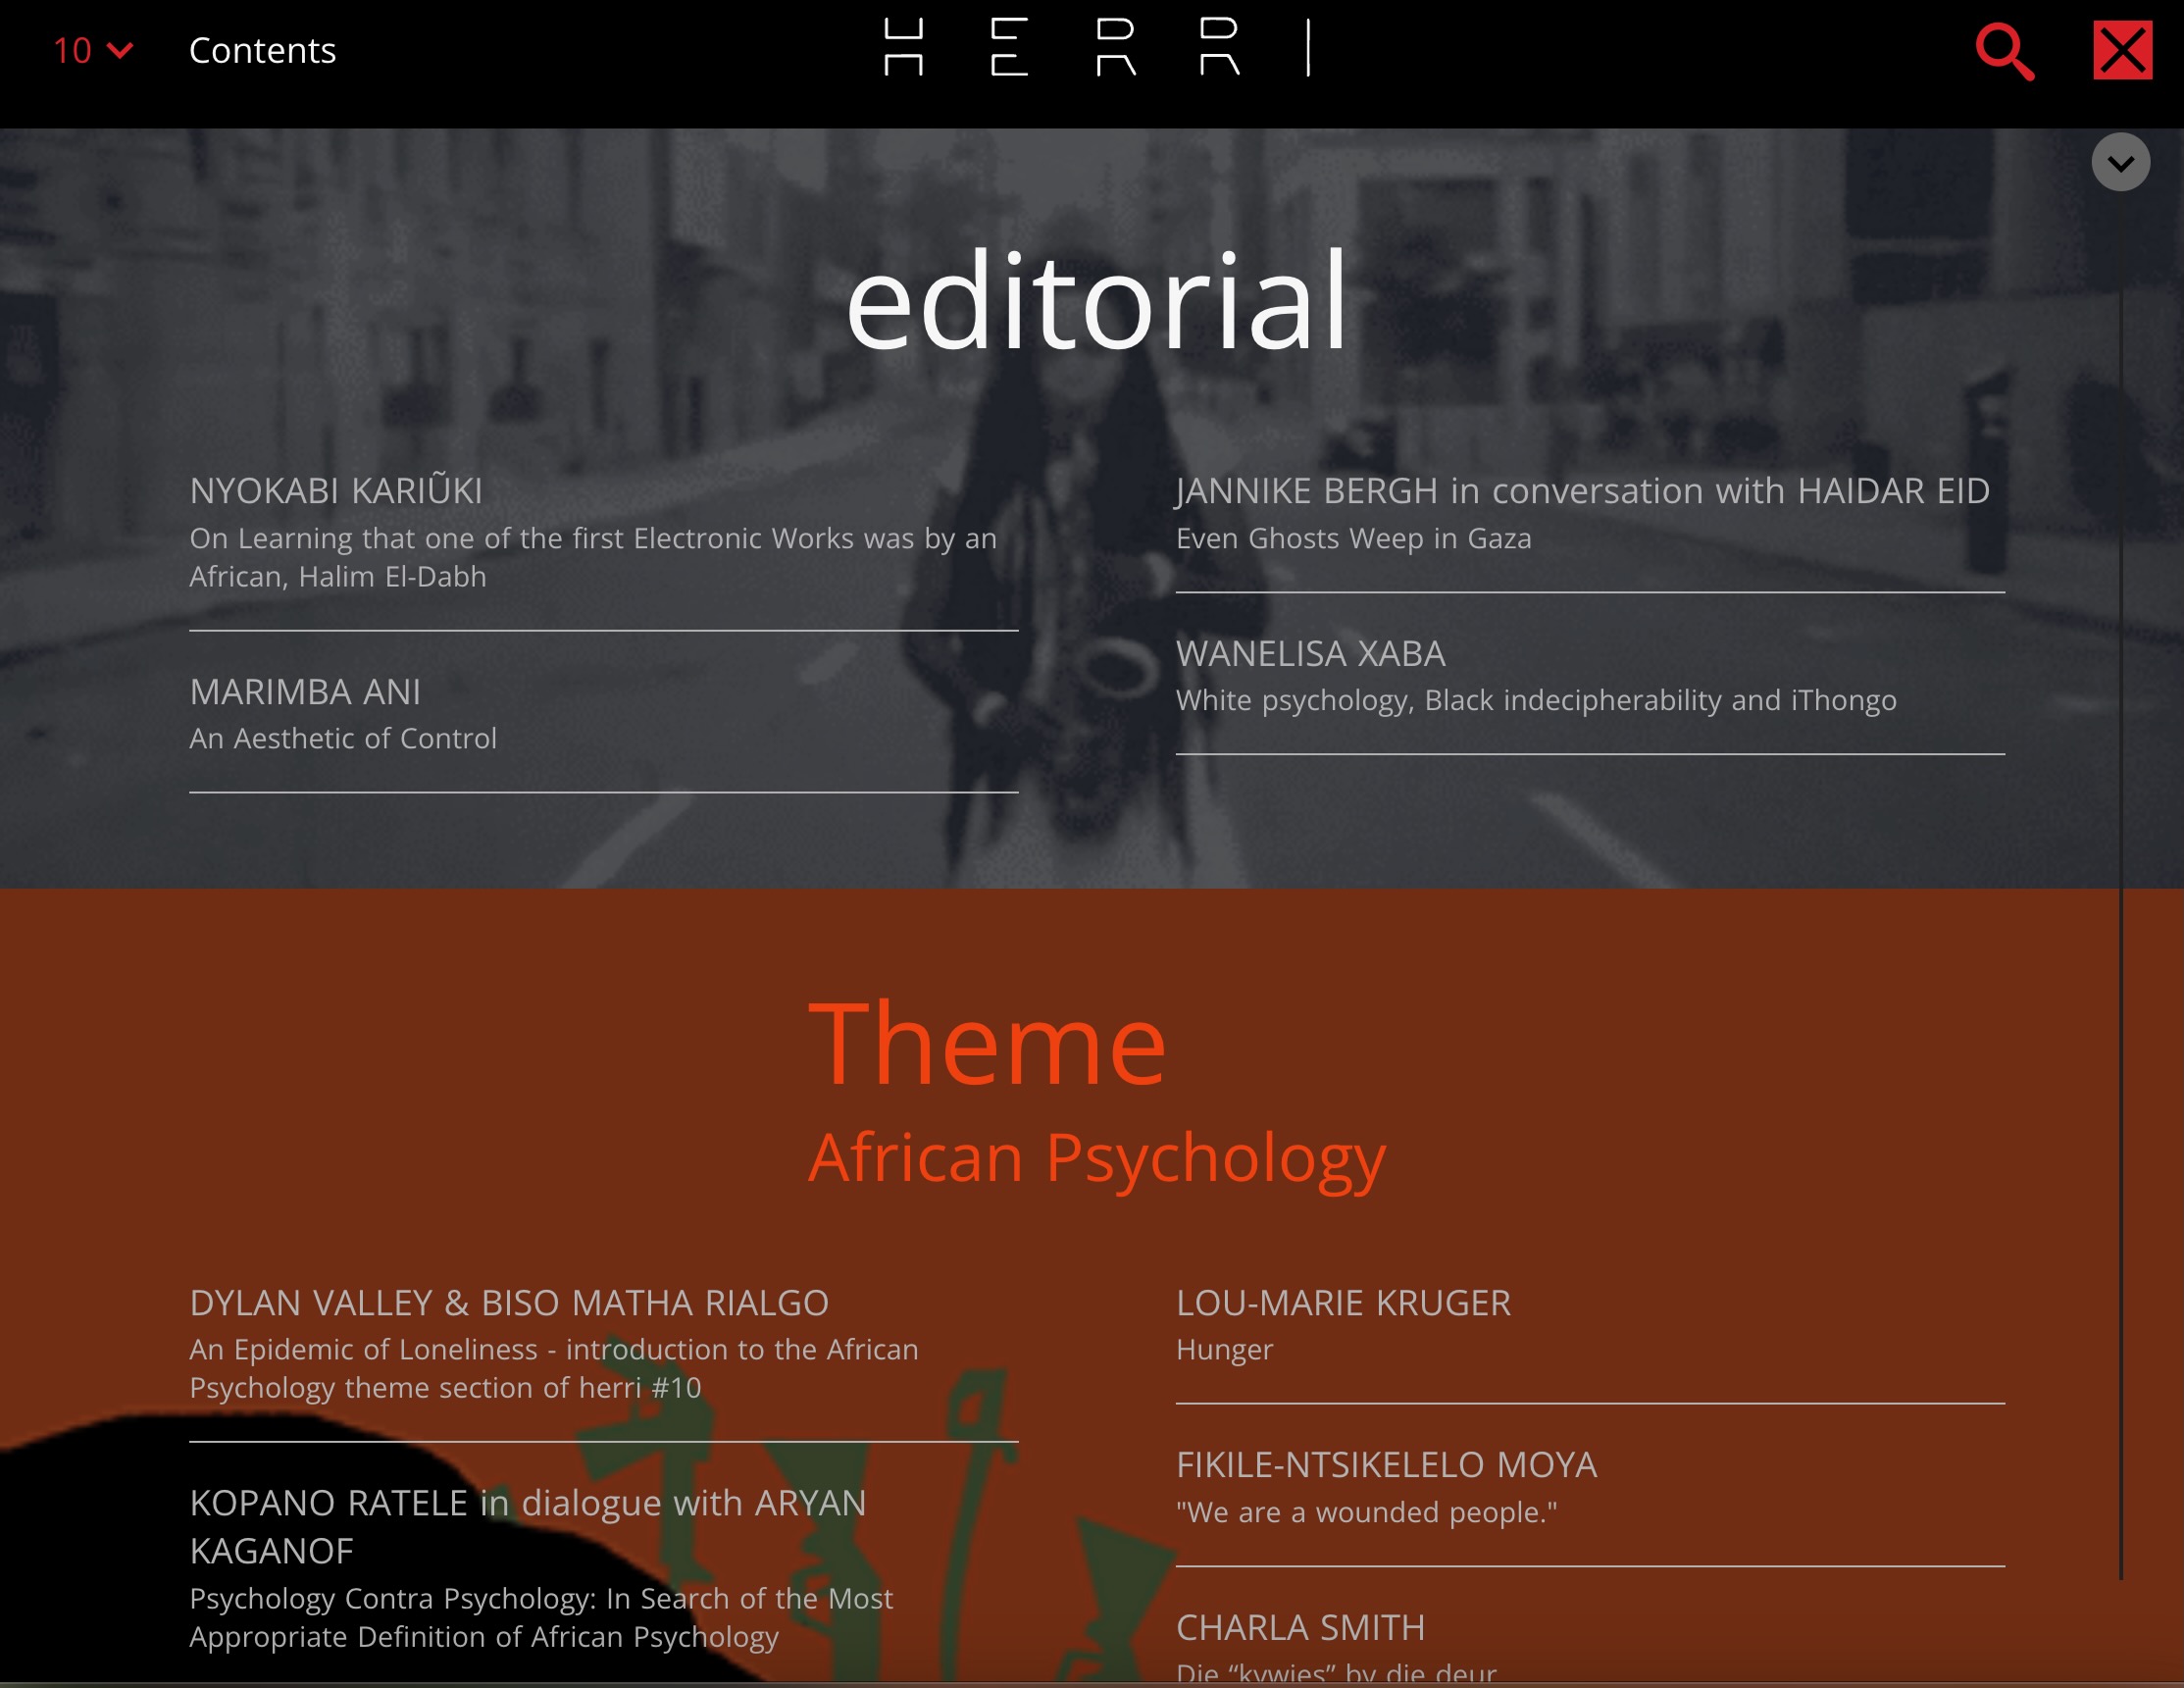 10
Contents
HERRI
editorial
NYOKABI KARIŨKI
On Learning that one of the first Electronic Works was by an
African, Halim El-Dabh
MARIMBA ANI
An Aesthetic of Control
JANNIKE BERGH in conversation with HAIDAR EID
Even Ghosts Weep in Gaza
WANELISA XABA
White psychology, Black indecipherability and iThongo
Theme
African Psychology
DYLAN VALLEY & BISO MATHA RIALGO
An Epidemic of Loneliness - introduction to the African
Psychology theme section of herri #10
KOPANO RATELE in dialogue with ARYAN
KAGANOF
Psychology Contra Psychology: In Search of the Most
Appropriate Definition of African Psychology
LOU-MARIE KRUGER
Hunger
FIKILE-NTSIKELELO MOYA
"We are a wounded people."
CHARLA SMITH
Die “kywies” by die deur